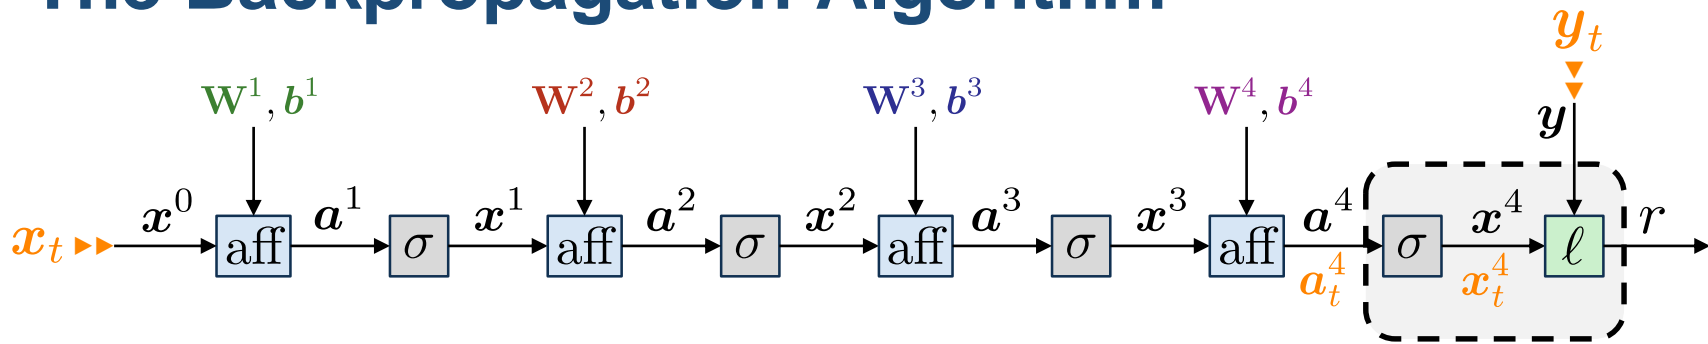 The Backpropagation Algorithm
y_t
W^1, b^1 W^2, b^2 W^3, b^3 W^4, b^4
y
x^0 a^1 x^1 a^2 x^2 a^3 x^3 a^4 x^4 r
x_t aff σ aff σ aff σ aff σ ℓ
a_t^4 x_t^4